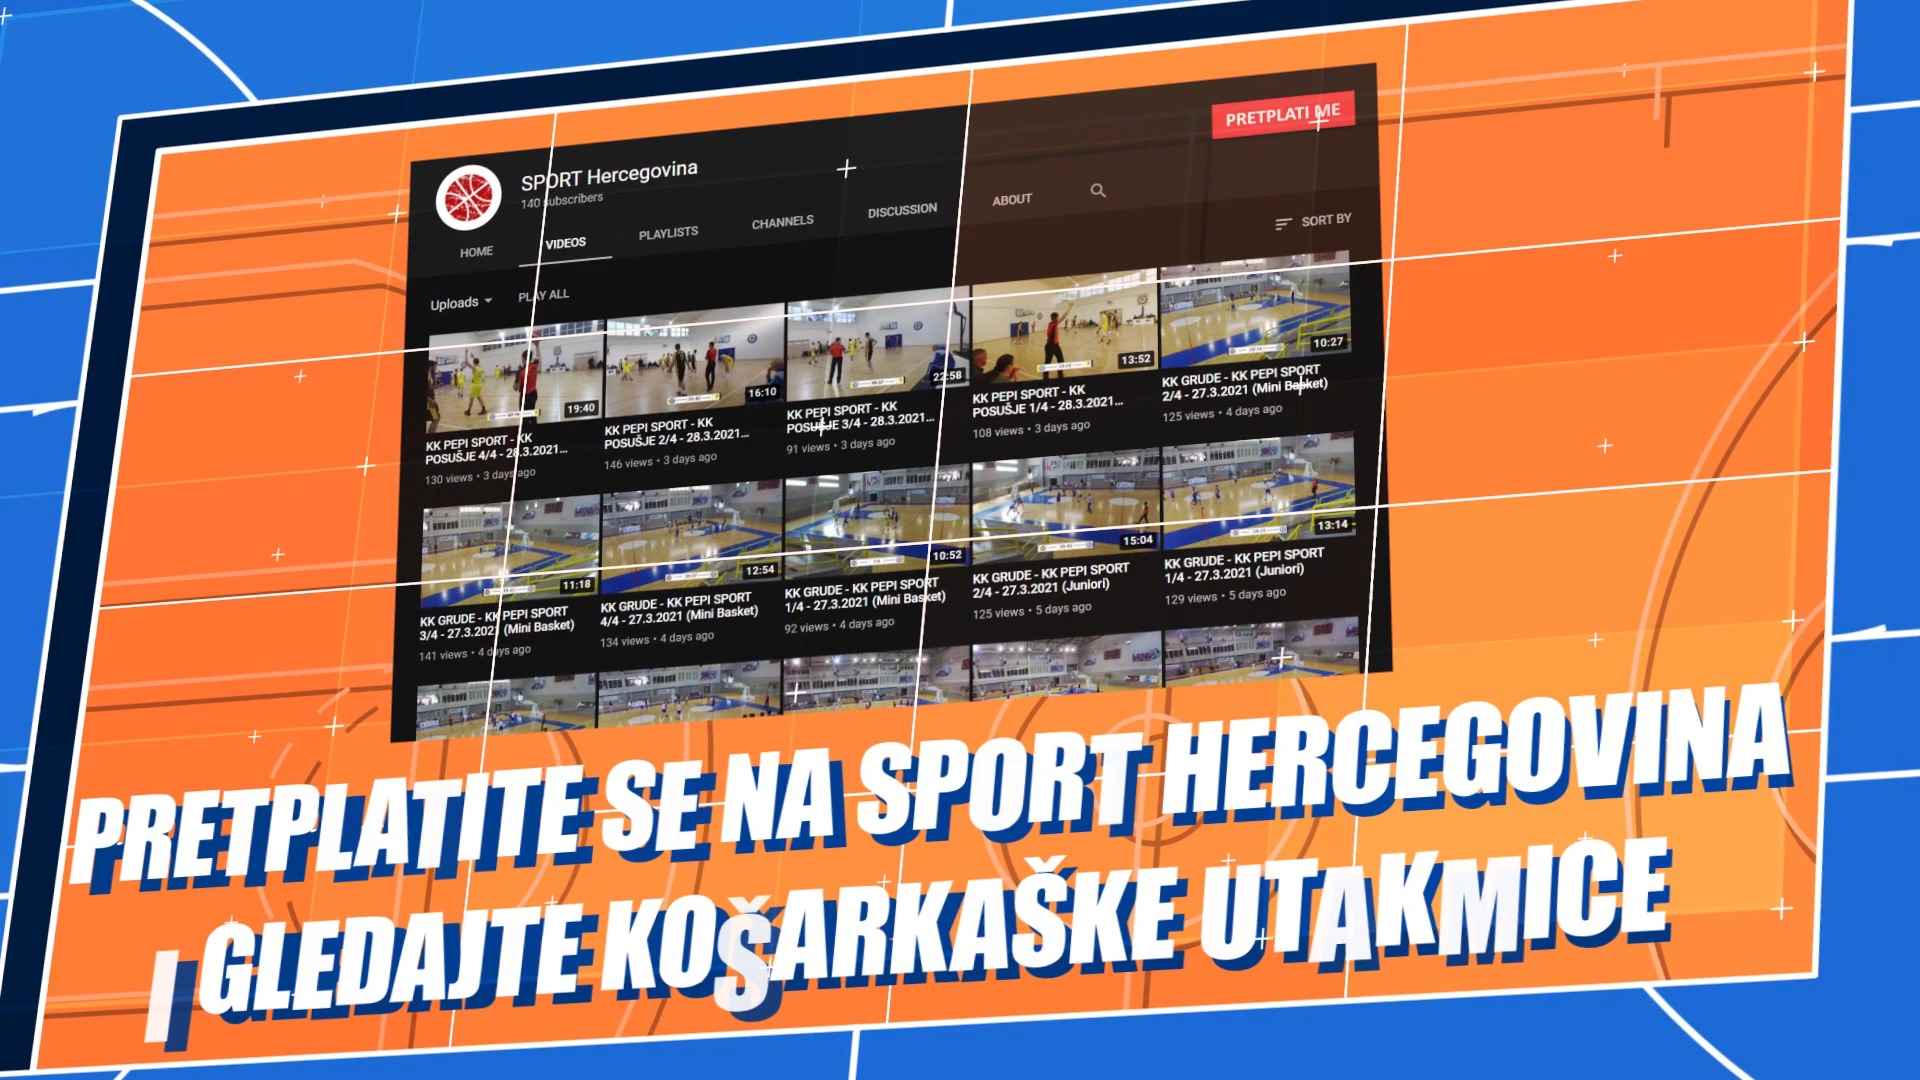 PRETPLATI ME
SPORT Hercegovina
140 subscribers
HOME VIDEOS PLAYLISTS CHANNELS DISCUSSION ABOUT
SORT BY
Uploads PLAY ALL
19:40 16:10 22:58 13:52 10:27
KK PEPI SPORT - KK
POSUŠJE 4/4 - 28.3.2021...
130 views • 3 days ago
KK PEPI SPORT - KK
POSUŠJE 2/4 - 28.3.2021...
146 views • 3 days ago
KK PEPI SPORT - KK
POSUŠJE 3/4 - 28.3.2021...
91 views • 3 days ago
KK PEPI SPORT - KK
POSUŠJE 1/4 - 28.3.2021...
108 views • 3 days ago
KK GRUDE - KK PEPI SPORT
2/4 - 27.3.2021 (Mini Basket)
125 views • 4 days ago
11:18 12:54 10:52 15:04 13:14
KK GRUDE - KK PEPI SPORT
3/4 - 27.3.2021 (Mini Basket)
141 views • 4 days ago
KK GRUDE - KK PEPI SPORT
4/4 - 27.3.2021 (Mini Basket)
134 views • 4 days ago
KK GRUDE - KK PEPI SPORT
1/4 - 27.3.2021 (Mini Basket)
92 views • 4 days ago
KK GRUDE - KK PEPI SPORT
2/4 - 27.3.2021 (Juniori)
125 views • 5 days ago
KK GRUDE - KK PEPI SPORT
1/4 - 27.3.2021 (Juniori)
129 views • 5 days ago
PRETPLATITE SE NA SPORT HERCEGOVINA
I GLEDAJTE KOŠARKAŠKE UTAKMICE